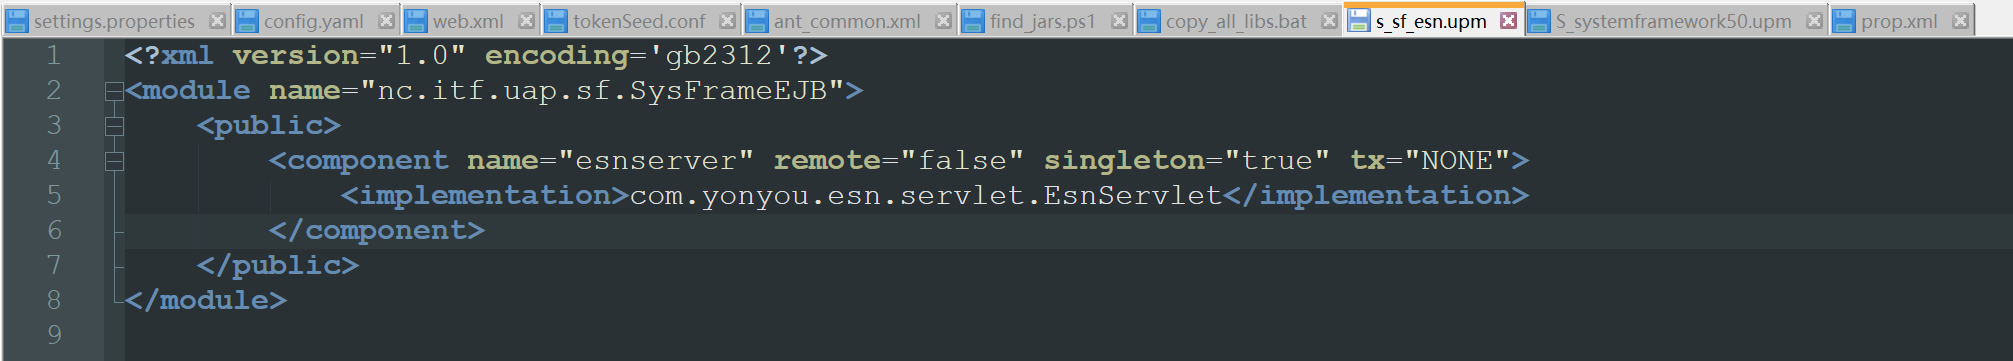 settings.properties config.yaml web.xml tokenSeed.conf ant_common.xml find_jars.ps1 copy_all_libs.bat s_sf_esn.upm S_systemframework50.upm prop.xml
1 <?xml version="1.0" encoding='gb2312'?>
2 <module name="nc.itf.uap.sf.SysFrameEJB">
3 <public>
4 <component name="esnserver" remote="false" singleton="true" tx="NONE">
5 <implementation>com.yonyou.esn.servlet.EsnServlet</implementation>
6 </component>
7 </public>
8 </module>
9